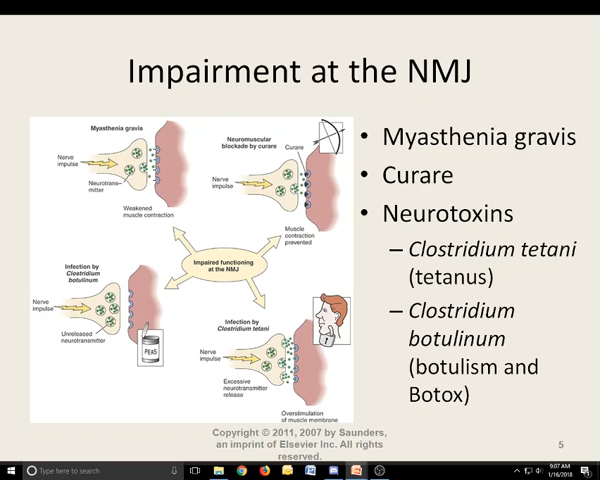 Impairment at the NMJ
Myasthenia gravis
Nerve
impulse
Neurotrans-
mitter
Weakened
muscle contraction
Neuromuscular
blockade by curare
Curare
Nerve
impulse
Muscle
contraction
prevented
Impaired functioning
at the NMJ
Infection by
Clostridium
botulinum
Nerve
impulse
Unreleased
neurotransmitter
PEAS
Infection by
Clostridium tetani
Nerve
impulse
Excessive
neurotransmitter
release
Overstimulation
of muscle membrane
• Myasthenia gravis
• Curare
• Neurotoxins
– Clostridium tetani
(tetanus)
– Clostridium
botulinum
(botulism and
Botox)
Copyright © 2011, 2007 by Saunders,
an imprint of Elsevier Inc. All rights
reserved.
5
Type here to search
9:07 AM
1/16/2018